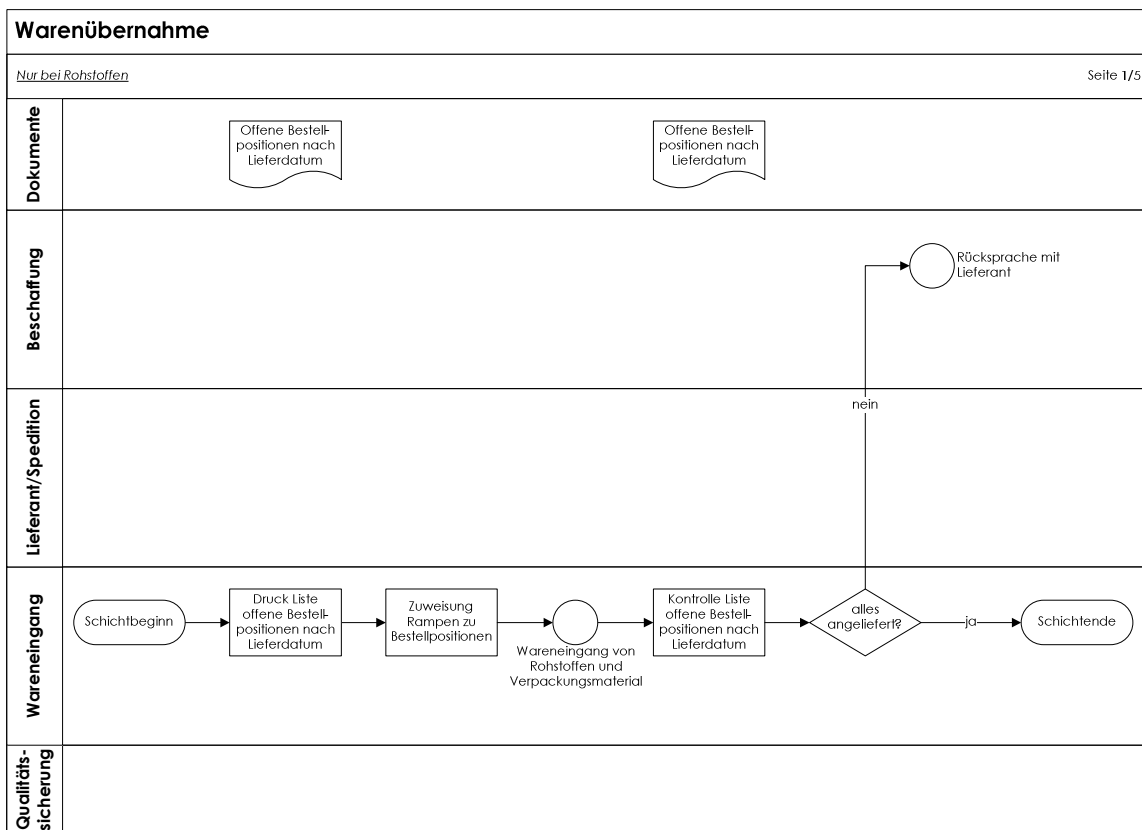 Warenübernahme
Nur bei Rohstoffen
Seite 1/5
Dokumente
Offene Bestell-
positionen nach
Lieferdatum
Offene Bestell-
positionen nach
Lieferdatum
Beschaffung
Rücksprache mit
Lieferant
Lieferant/Spedition
nein
Wareneingang
Schichtbeginn
Druck Liste
offene Bestell-
positionen nach
Lieferdatum
Zuweisung
Rampen zu
Bestellpositionen
Wareneingang von
Rohstoffen und
Verpackungsmaterial
Kontrolle Liste
offene Bestell-
positionen nach
Lieferdatum
alles
angeliefert?
ja
Schichtende
Qualitäts-
sicherung